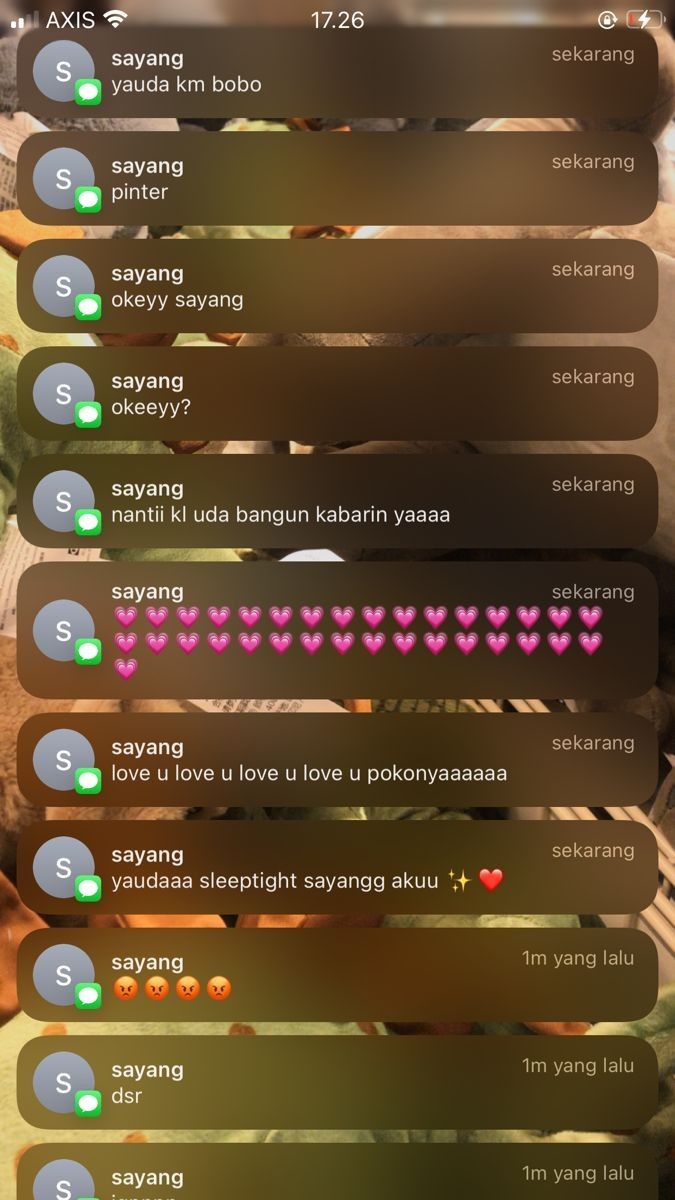 AXIS
17.26
S
sayang
sekarang
yauda km bobo
S
sayang
sekarang
pinter
S
sayang
sekarang
okeyy sayang
S
sayang
sekarang
okeeyy?
S
sayang
sekarang
nantii kl uda bangun kabarin yaaaa
S
sayang
sekarang
💗💗💗💗💗💗💗💗💗💗💗💗💗💗💗💗
💗💗💗💗💗💗💗💗💗💗💗💗💗💗💗💗
💗
S
sayang
sekarang
love u love u love u love u pokonyaaaaaa
S
sayang
sekarang
yaudaaa sleeptight sayangg akuu ✨ ❤️
S
sayang
1m yang lalu
😡 😡 😡 😡
S
sayang
1m yang lalu
dsr
S
sayang
1m yang lalu